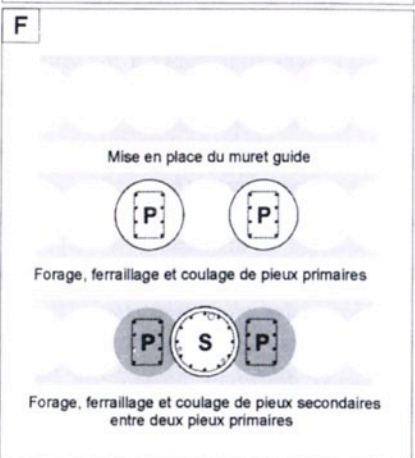 F
Mise en place du muret guide
P P
Forage, ferraillage et coulage de pieux primaires
P S P
Forage, ferraillage et coulage de pieux secondaires
entre deux pieux primaires